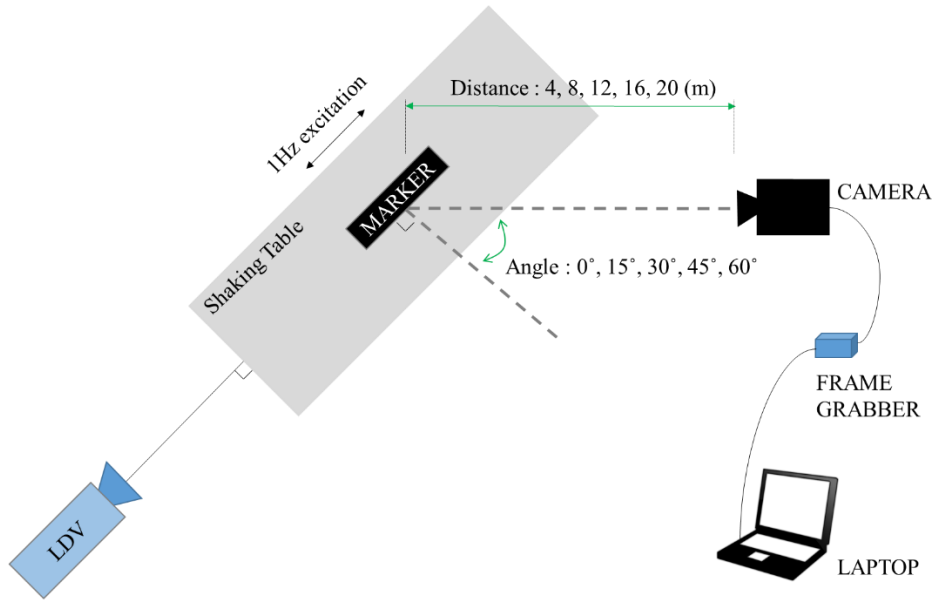 Distance : 4, 8, 12, 16, 20 (m)
1Hz excitation
MARKER
CAMERA
Shaking Table
Angle : 0˚, 15˚, 30˚, 45˚, 60˚
FRAME
GRABBER
LDV
LAPTOP